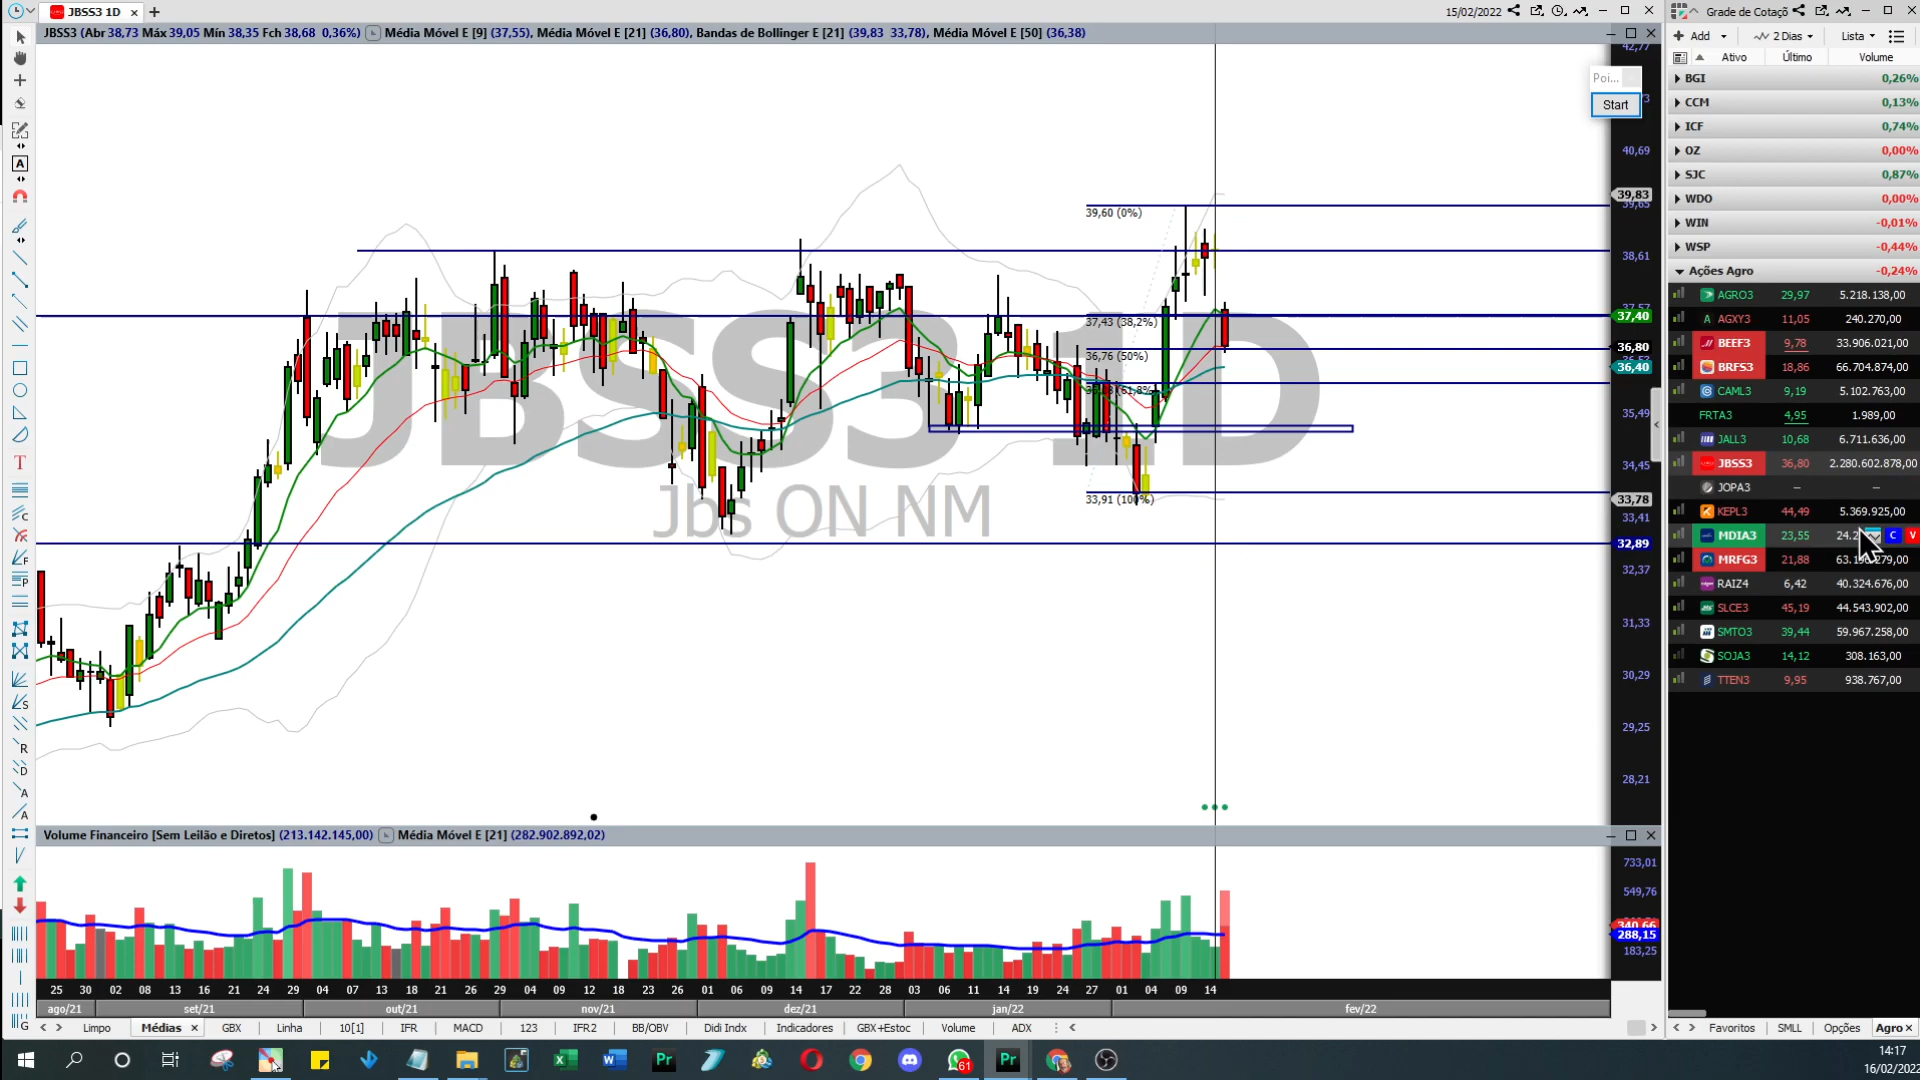 JBSS3 1D
15/02/2022
Grade de Cotaçõ
JBSS3 (Abr 38,73 Máx 39,05 Mín 38,35 Fch 38,68 0,36%) Média Móvel E [9] (37,55), Média Móvel E [21] (36,80), Bandas de Bollinger E [21] (39,83 33,78), Média Móvel E [50] (36,38)
Add 2 Dias Lista
Ativo Último Volume
BGI 0,26%
CCM 0,13%
ICF 0,74%
OZ 0,00%
SJC 0,87%
WDO 0,00%
WIN -0,01%
WSP -0,44%
Ações Agro -0,24%
AGRO3 29,97 5.218.138,00
AGXY3 11,05 240.270,00
BEEF3 9,78 33.906.021,00
BRFS3 18,86 66.704.874,00
CAML3 9,19 5.102.763,00
FRTA3 4,95 1.989,00
JALL3 10,68 6.711.636,00
JBSS3 36,80 2.280.602.878,00
JOPA3 – –
KEPL3 44,49 5.369.925,00
MDIA3 23,55 24.2 C V
MRFG3 21,88
RAIZ4 6,42 40.324.676,00
SLCE3 45,19 44.543.902,00
SMTO3 39,44 59.967.258,00
SOJA3 14,12 308.163,00
TTEN3 9,95 938.767,00
Poi...
Start
42,77
40,69
39,83
38,61
37,57
37,40
36,80
36,40
35,49
34,45
33,78
33,41
32,89
32,37
31,33
30,29
29,25
28,21
39,60 (0%)
37,43 (38,2%)
36,76 (50%)
33,91 (100%)
JBSS3 1D
Jbs ON NM
Volume Financeiro [Sem Leilão e Diretos] (213.142.145,00) Média Móvel E [21] (282.902.892,02)
733,01
549,76
288,15
183,25
25 30 02 08 13 16 21 24 29 04 07 13 18 21 26 29 04 09 12 18 23 26 01 06 09 14 17 22 28 03 06 11 14 19 24 27 01 04 09 14
ago/21 set/21 out/21 nov/21 dez/21 jan/22 fev/22
Limpo Médias GBX Linha 10[1] IFR MACD 123 IFR2 BB/OBV Didi Indx Indicadores GBX+Estoc Volume ADX
Favoritos SMLL Opções Agro
61
14:17
16/02/2022